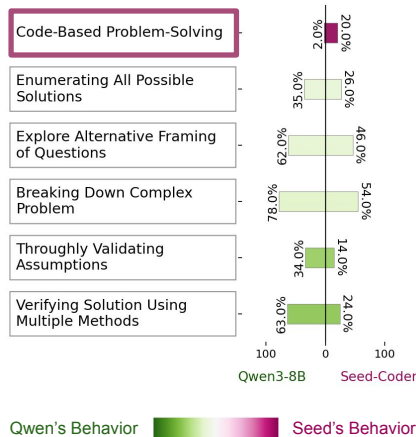 Code-Based Problem-Solving
2.0%
20.0%
Enumerating All Possible
Solutions
35.0%
26.0%
Explore Alternative Framing
of Questions
62.0%
46.0%
Breaking Down Complex
Problem
78.0%
54.0%
Throughly Validating
Assumptions
34.0%
14.0%
Verifying Solution Using
Multiple Methods
63.0%
24.0%
100 0 100
Qwen3-8B Seed-Coder
Qwen's Behavior Seed's Behavior